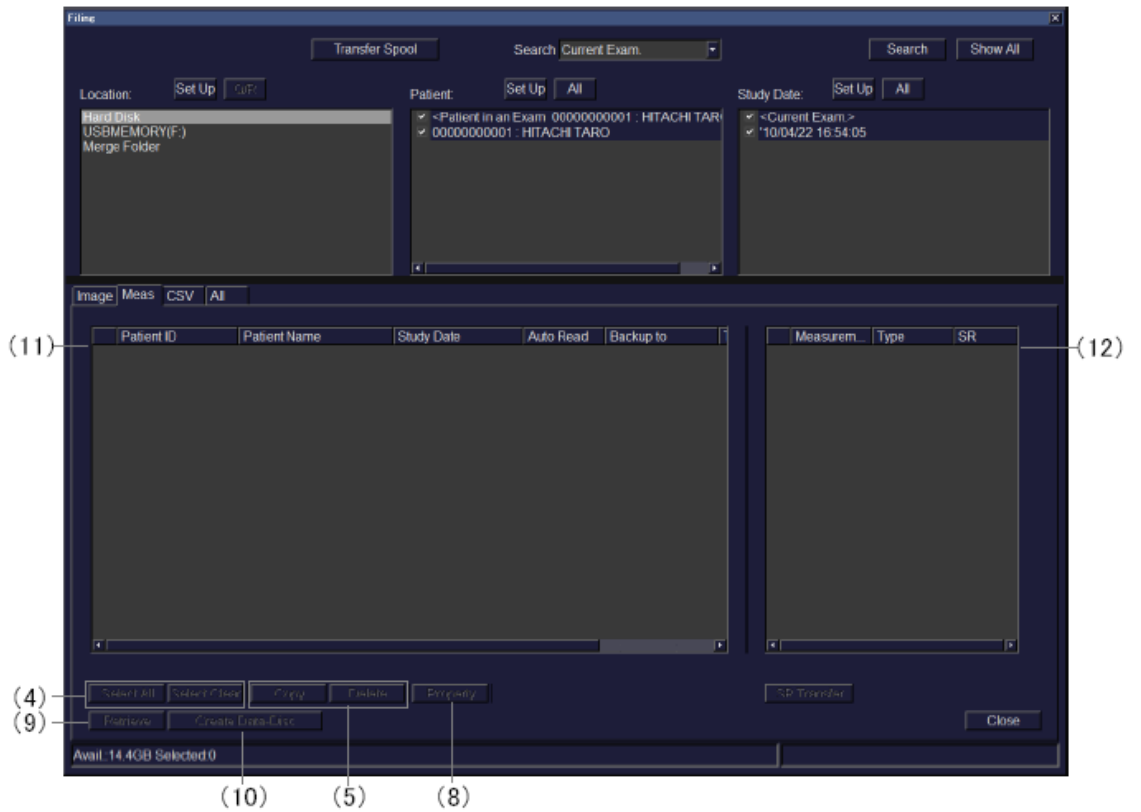 Filing
Transfer Spool Search Current Exam. Search Show All
Location: Set Up Q/R Patient: Set Up All Study Date: Set Up All
Hard Disk
USBMEMORY(F:)
Merge Folder
<Patient in an Exam 00000000001 : HITACHI TAR
00000000001 : HITACHI TARO
<Current Exam.>
'10/04/22 16:54:05
Image Meas CSV All
(11) Patient ID Patient Name Study Date Auto Read Backup to Measurem... Type SR (12)
(4) Select All Select Clear Copy Delete Property SR Transfer
(9) Retrieve Create Data-Disc Close
Avail.:14.4GB Selected:0
(10) (5) (8)